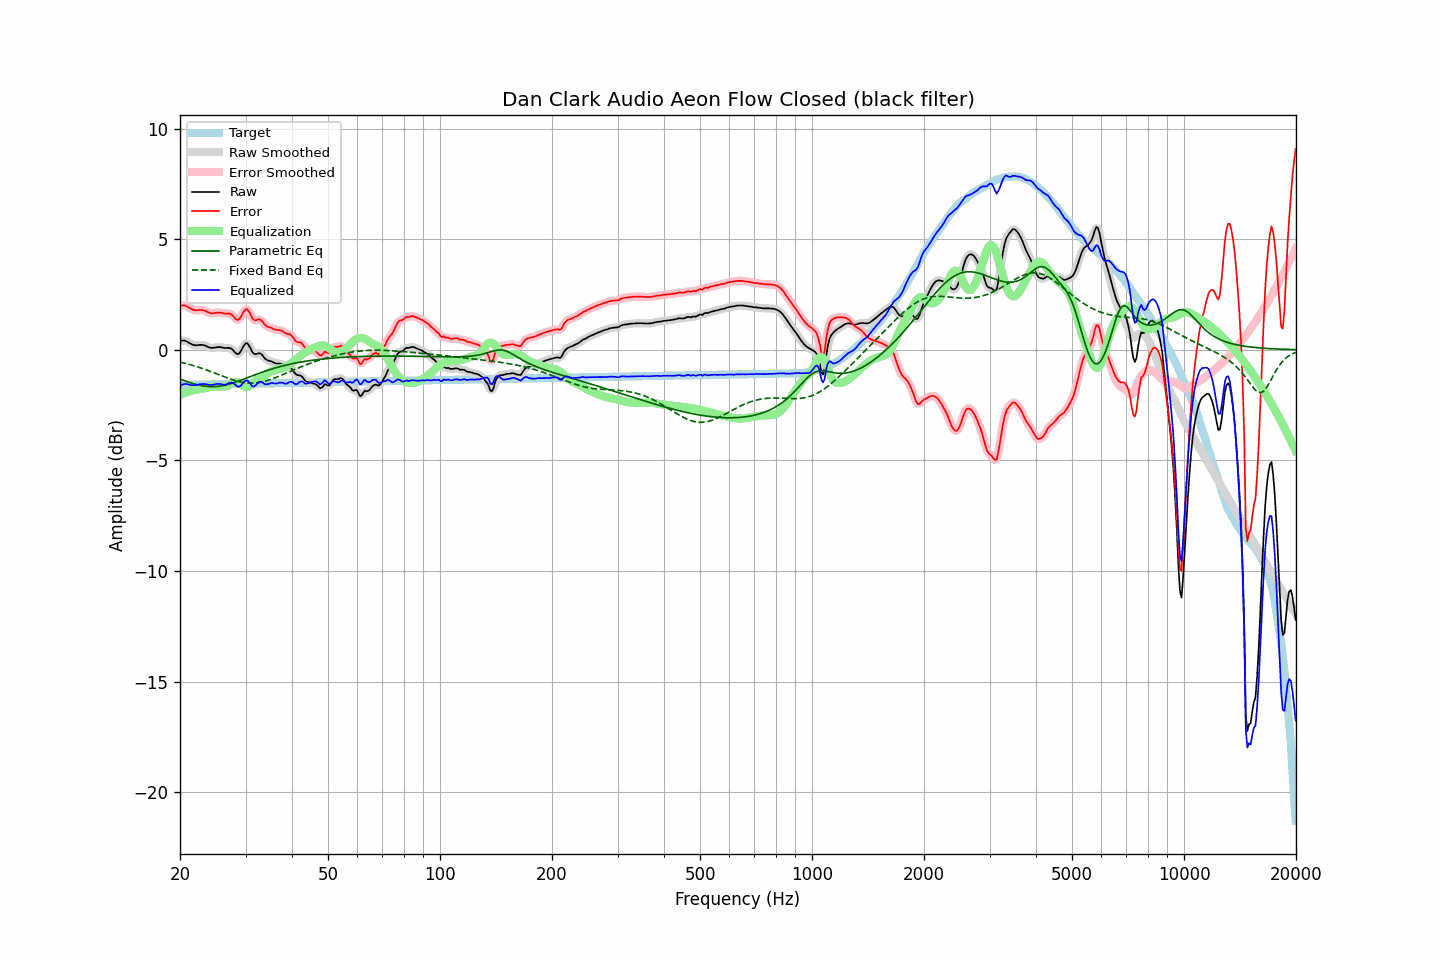 Dan Clark Audio Aeon Flow Closed (black filter)
Target
Raw Smoothed
Error Smoothed
Raw
Error
Equalization
Parametric Eq
Fixed Band Eq
Equalized
10
5
0
−5
−10
−15
−20
Amplitude (dBr)
20 50 100 200 500 1000 2000 5000 10000 20000
Frequency (Hz)